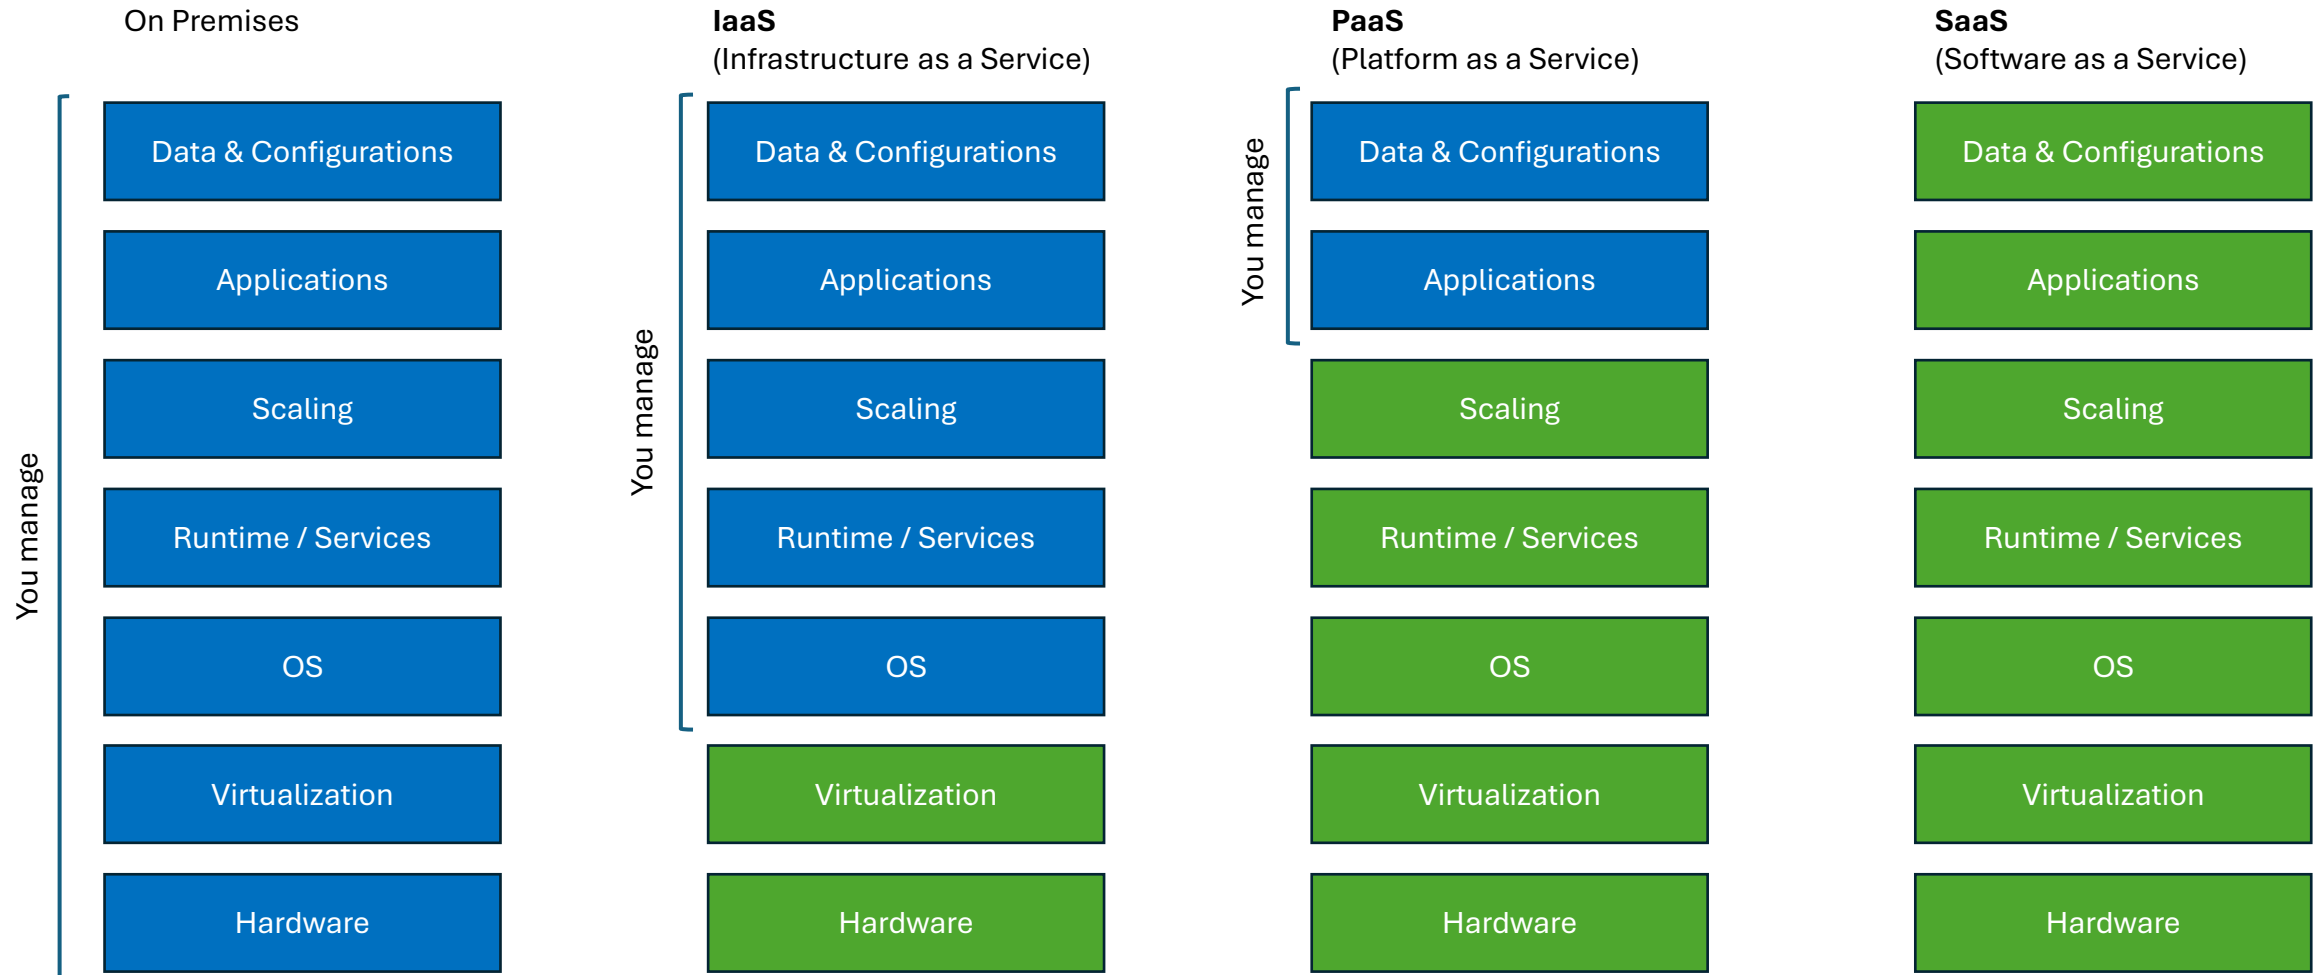 On Premises
You manage
Data & Configurations
Applications
Scaling
Runtime / Services
OS
Virtualization
Hardware
IaaS
(Infrastructure as a Service)
You manage
Data & Configurations
Applications
Scaling
Runtime / Services
OS
Virtualization
Hardware
PaaS
(Platform as a Service)
You manage
Data & Configurations
Applications
Scaling
Runtime / Services
OS
Virtualization
Hardware
SaaS
(Software as a Service)
Data & Configurations
Applications
Scaling
Runtime / Services
OS
Virtualization
Hardware